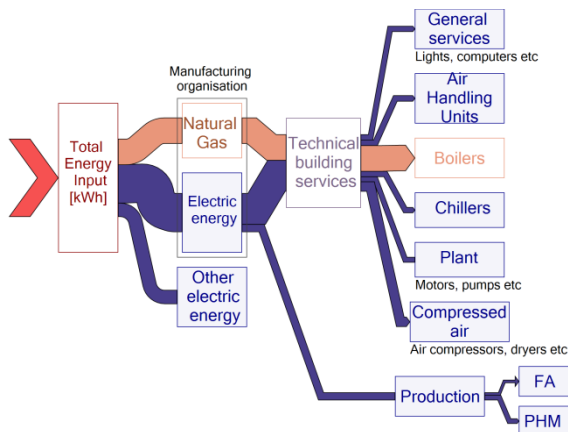 Total
Energy
Input
[kWh]
Manufacturing
organisation
Natural
Gas
Electric
energy
Other
electric
energy
Technical
building
services
General
services
Lights, computers etc
Air
Handling
Units
Boilers
Chillers
Plant
Motors, pumps etc
Compressed
air
Air compressors, dryers etc
Production
FA
PHM